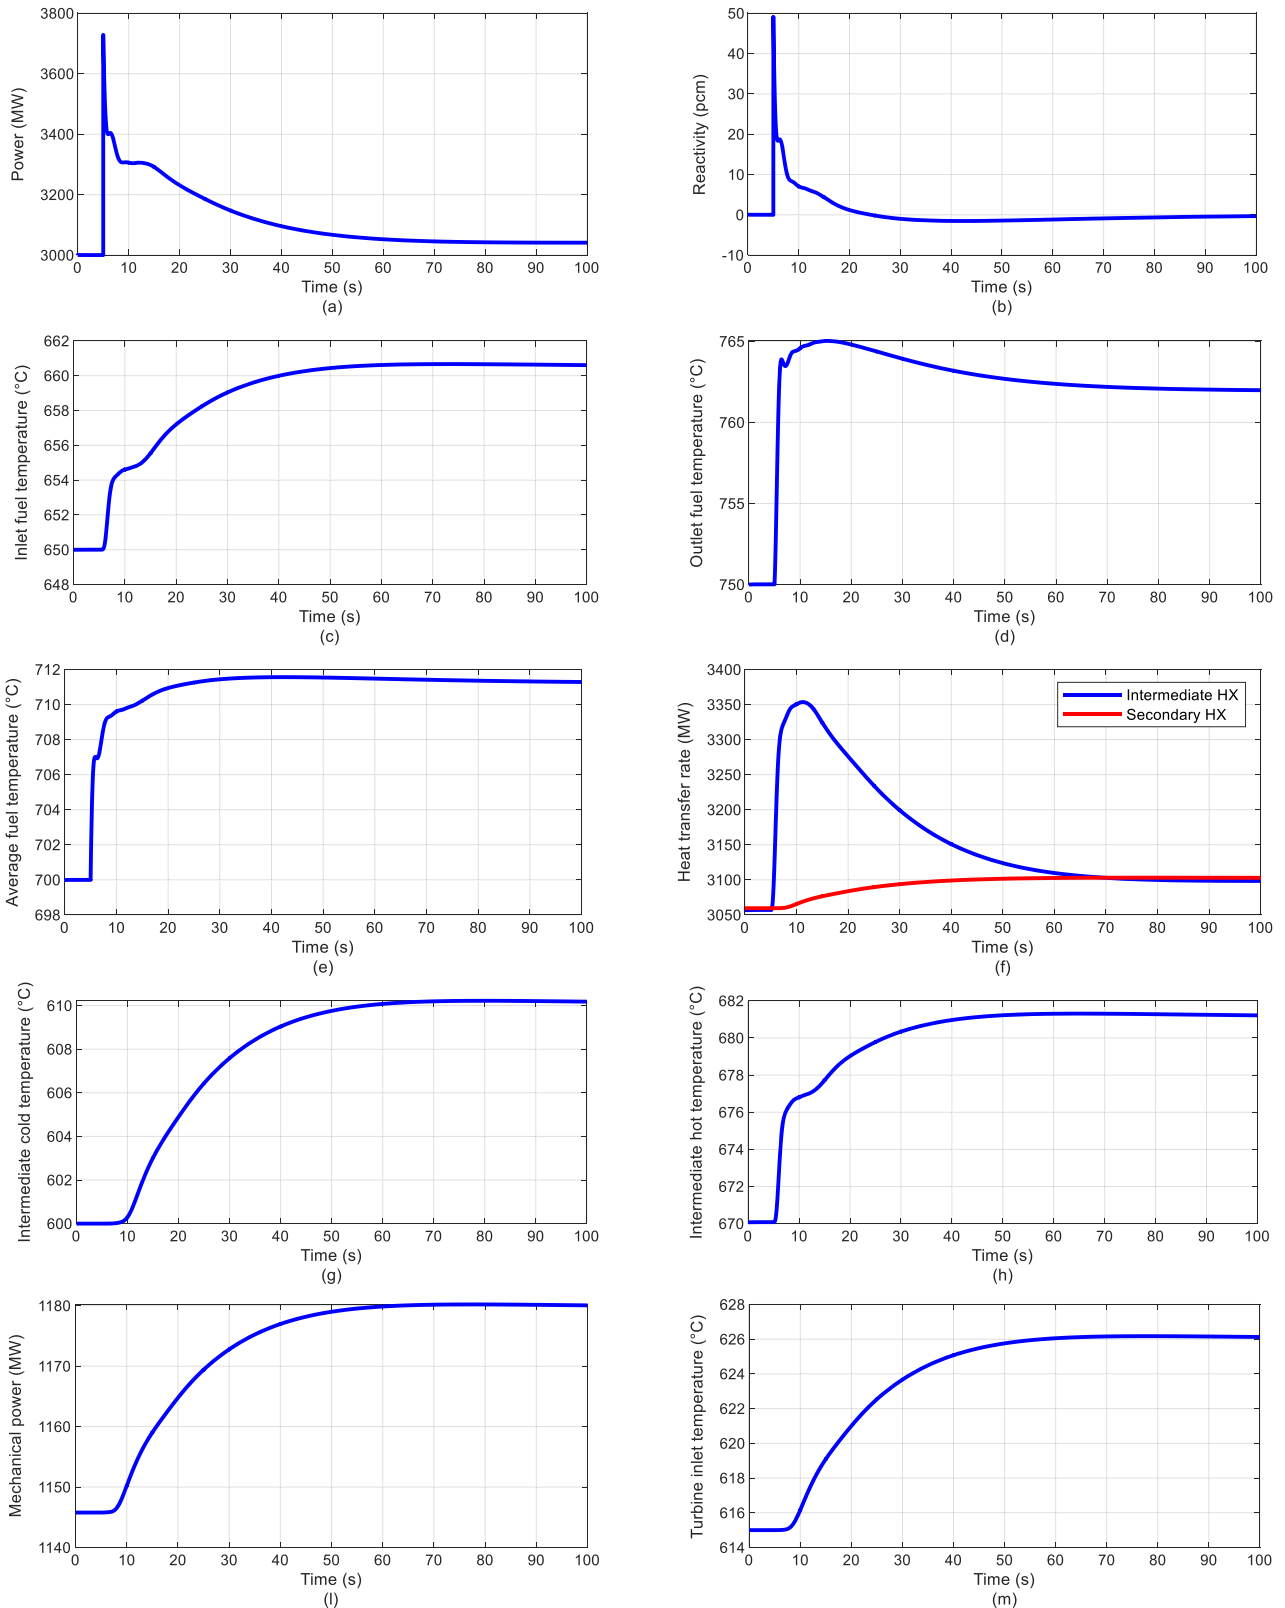 Power (MW)
3800
3600
3400
3200
3000
0 10 20 30 40 50 60 70 80 90 100
Time (s)
(a)
Reactivity (pcm)
50
40
30
20
10
0
-10
0 10 20 30 40 50 60 70 80 90 100
Time (s)
(b)
Inlet fuel temperature (°C)
662
660
658
656
654
652
650
648
0 10 20 30 40 50 60 70 80 90 100
Time (s)
(c)
Outlet fuel temperature (°C)
765
760
755
750
0 10 20 30 40 50 60 70 80 90 100
Time (s)
(d)
Average fuel temperature (°C)
712
710
708
706
704
702
700
698
0 10 20 30 40 50 60 70 80 90 100
Time (s)
(e)
Heat transfer rate (MW)
3400
3350
3300
3250
3200
3150
3100
3050
Intermediate HX
Secondary HX
0 10 20 30 40 50 60 70 80 90 100
Time (s)
(f)
Intermediate cold temperature (°C)
610
608
606
604
602
600
0 10 20 30 40 50 60 70 80 90 100
Time (s)
(g)
Intermediate hot temperature (°C)
682
680
678
676
674
672
670
0 10 20 30 40 50 60 70 80 90 100
Time (s)
(h)
Mechanical power (MW)
1180
1170
1160
1150
1140
0 10 20 30 40 50 60 70 80 90 100
Time (s)
(l)
Turbine inlet temperature (°C)
628
626
624
622
620
618
616
614
0 10 20 30 40 50 60 70 80 90 100
Time (s)
(m)